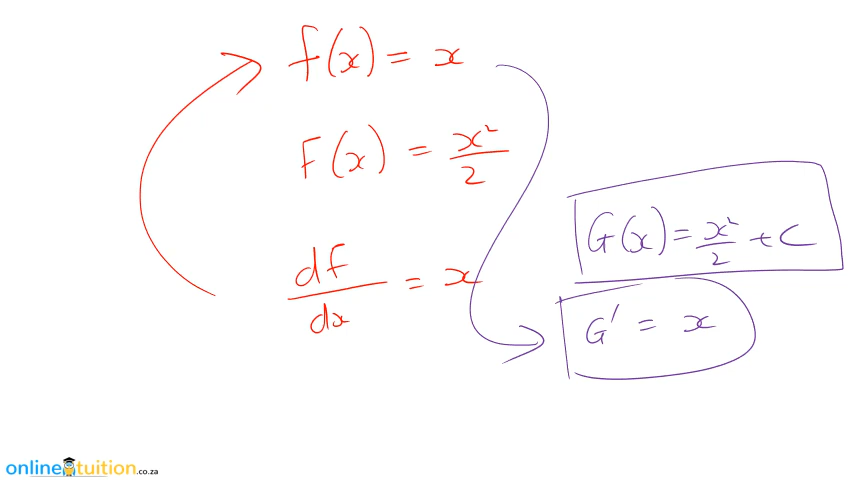 f(x) = x
F(x) = x²/2
dF/dx = x
G(x) = x²/2 + C
G' = x
onlinetuition.co.za